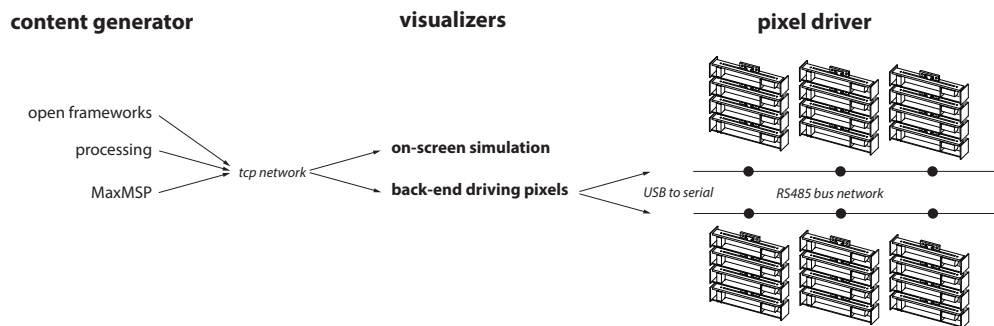 content generator
visualizers
pixel driver
open frameworks
processing
MaxMSP
tcp network
on-screen simulation
back-end driving pixels
USB to serial
RS485 bus network